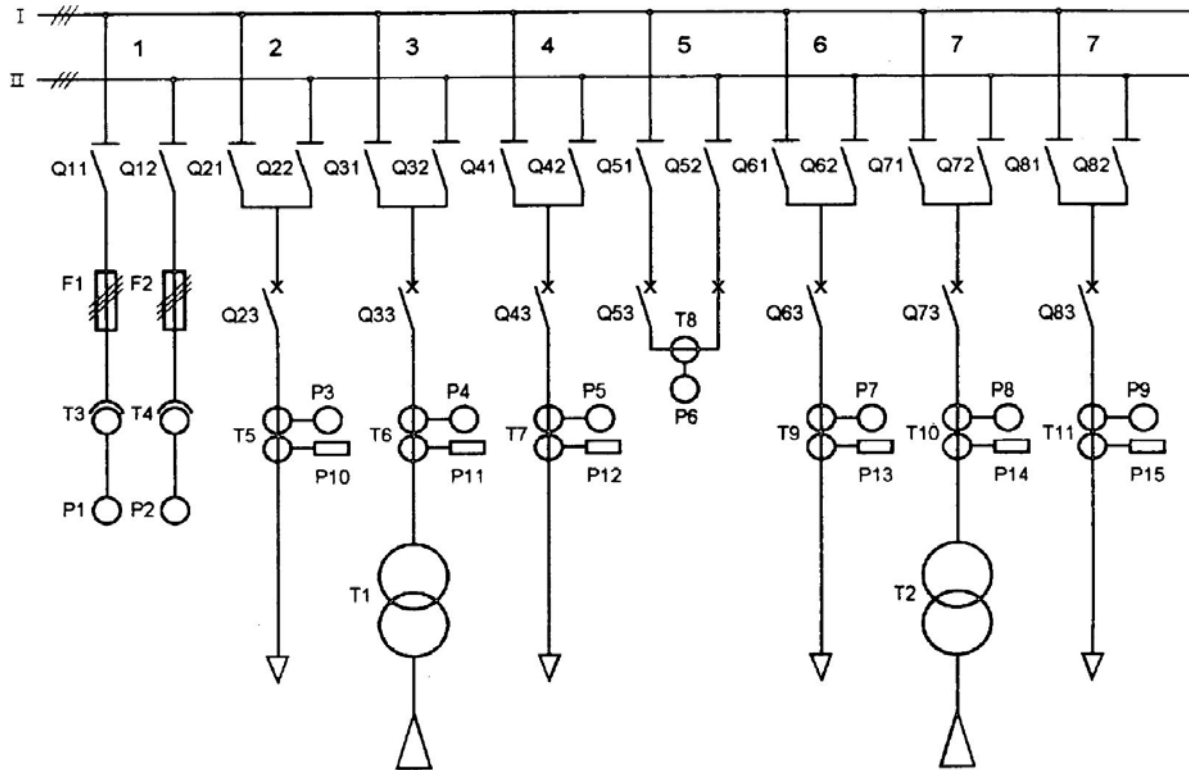 I
1 2 3 4 5 6 7 7
II
Q11 Q12 Q21 Q22 Q31 Q32 Q41 Q42 Q51 Q52 Q61 Q62 Q71 Q72 Q81 Q82
F1 F2
Q23 Q33 Q43 Q53 T8 Q63 Q73 Q83
P3 P4 P5 P6 P7 P8 P9
T3 T4 T5 T6 T7 T9 T10 T11
P10 P11 P12 P13 P14 P15
P1 P2
T1 T2